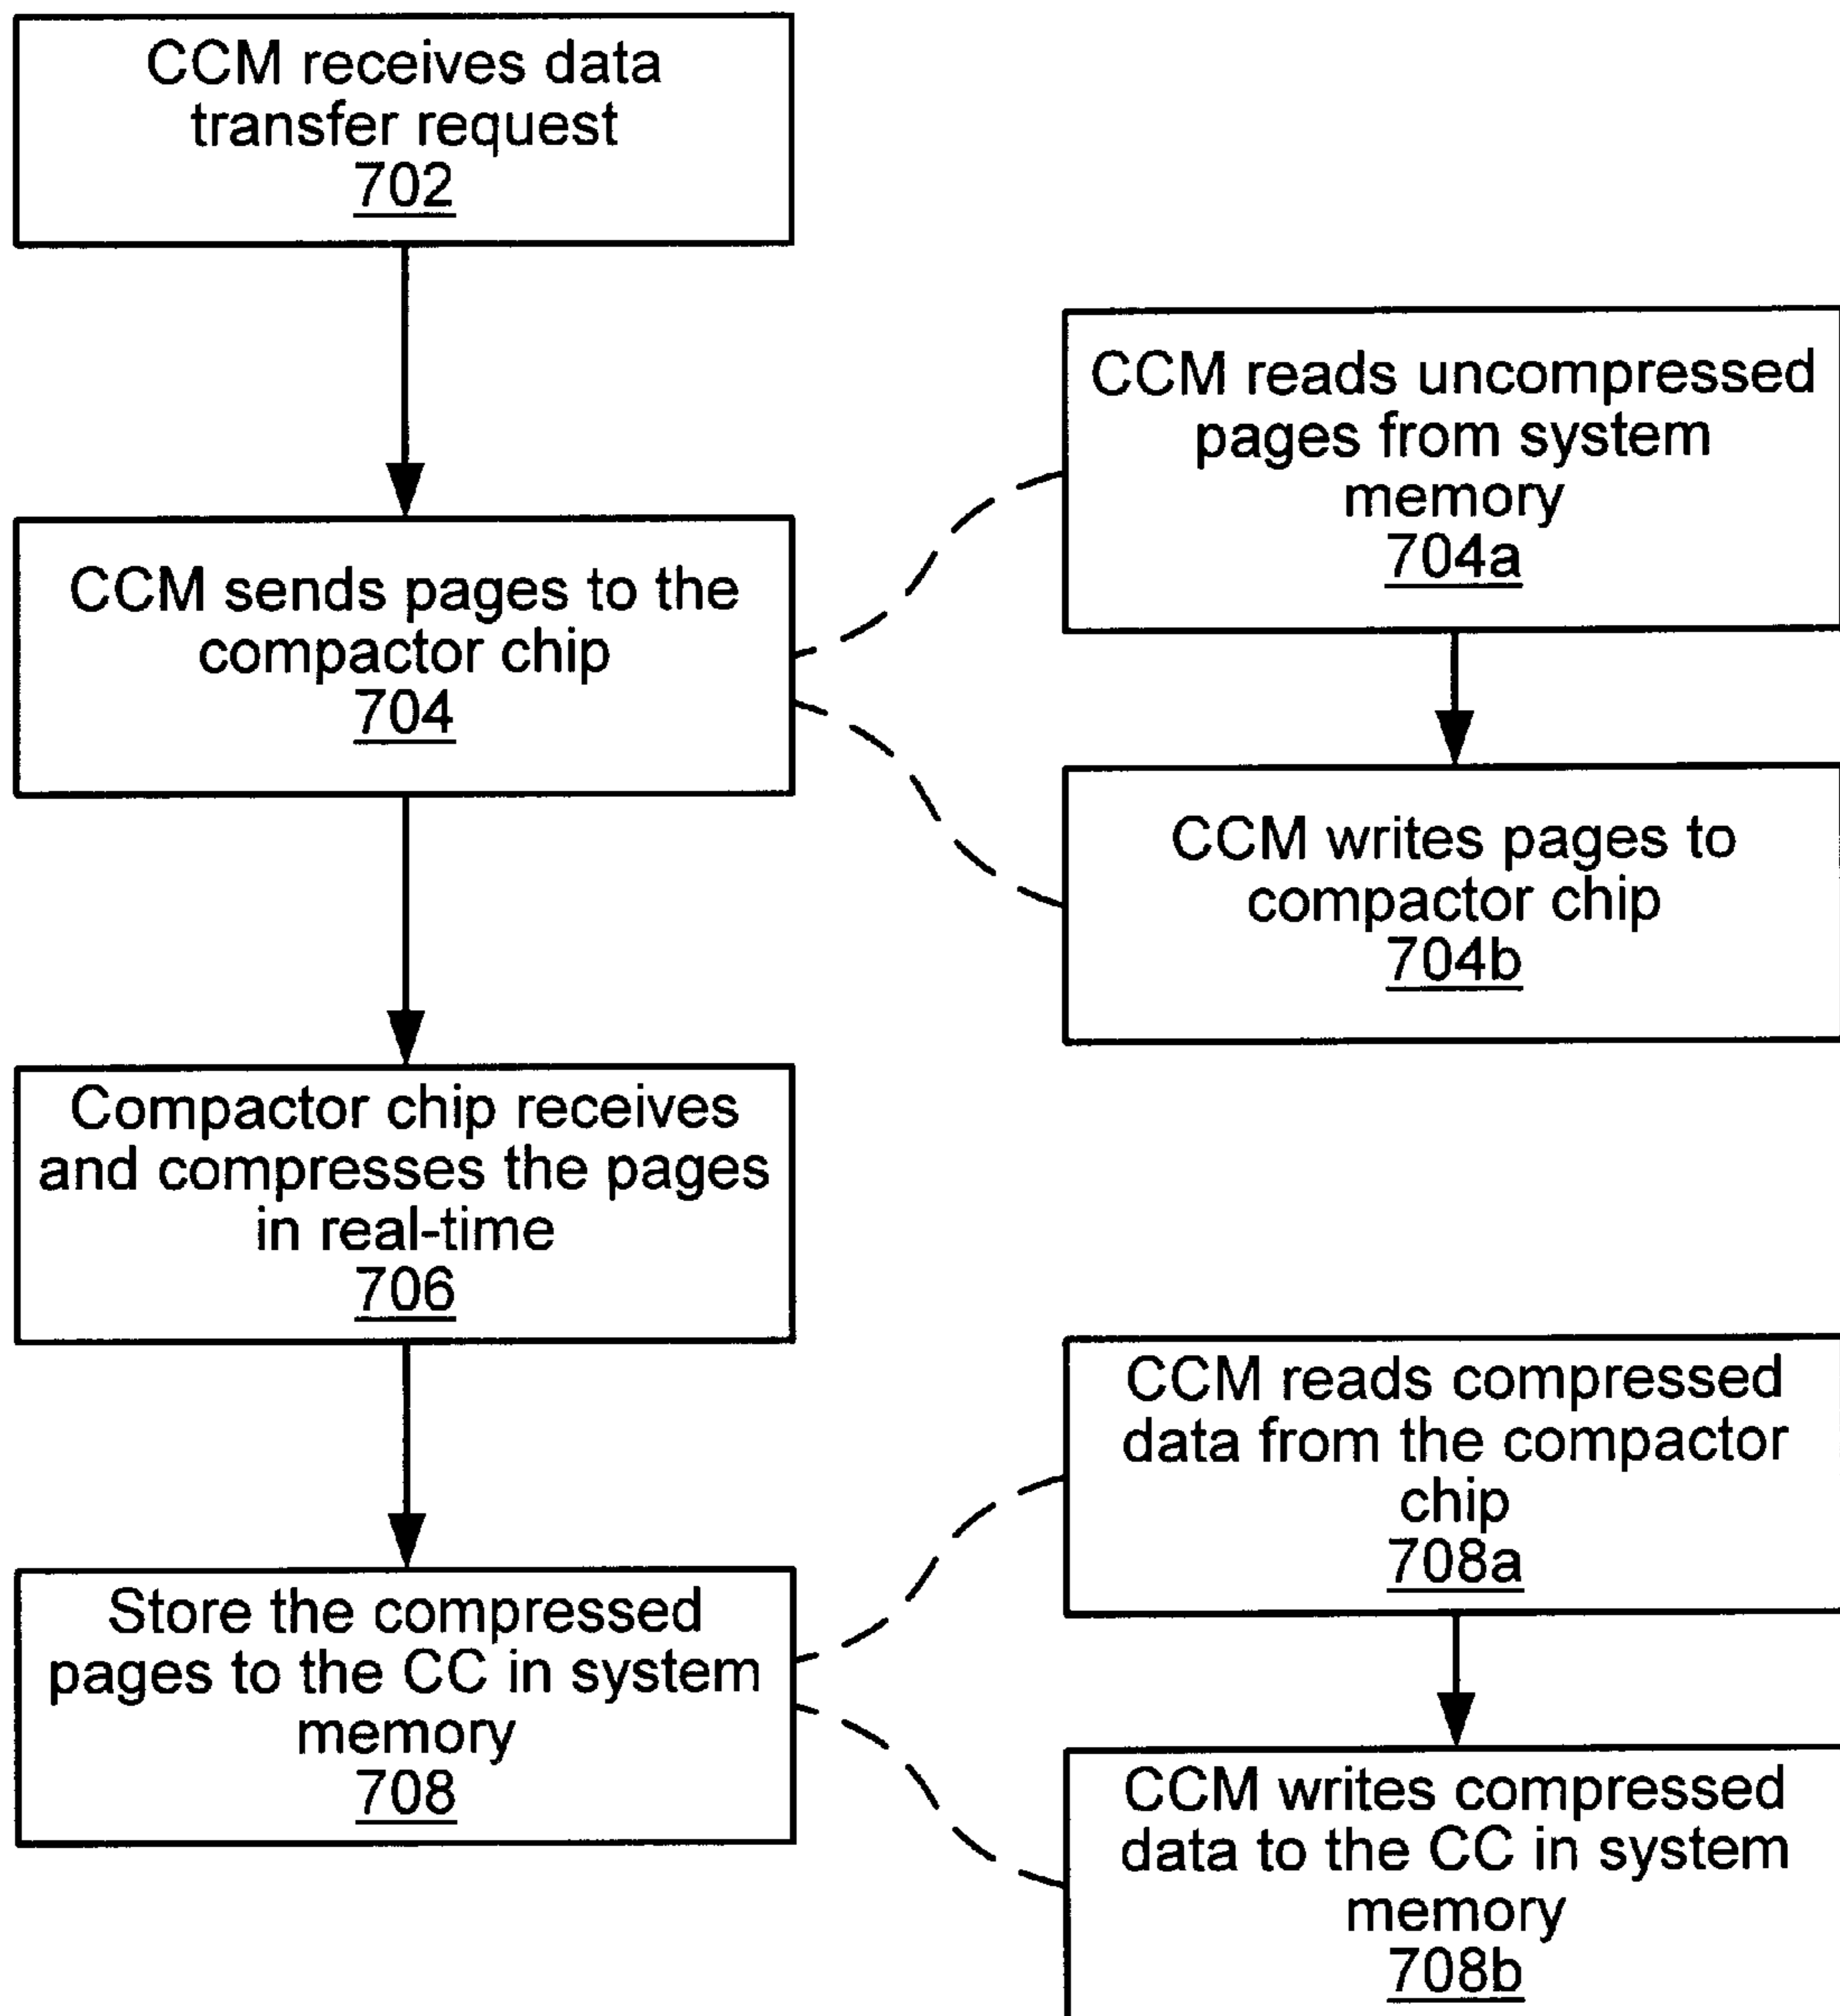 CCM receives data
transfer request
702
CCM sends pages to the
compactor chip
704
CCM reads uncompressed
pages from system
memory
704a
CCM writes pages to
compactor chip
704b
Compactor chip receives
and compresses the pages
in real-time
706
Store the compressed
pages to the CC in system
memory
708
CCM reads compressed
data from the compactor
chip
708a
CCM writes compressed
data to the CC in system
memory
708b